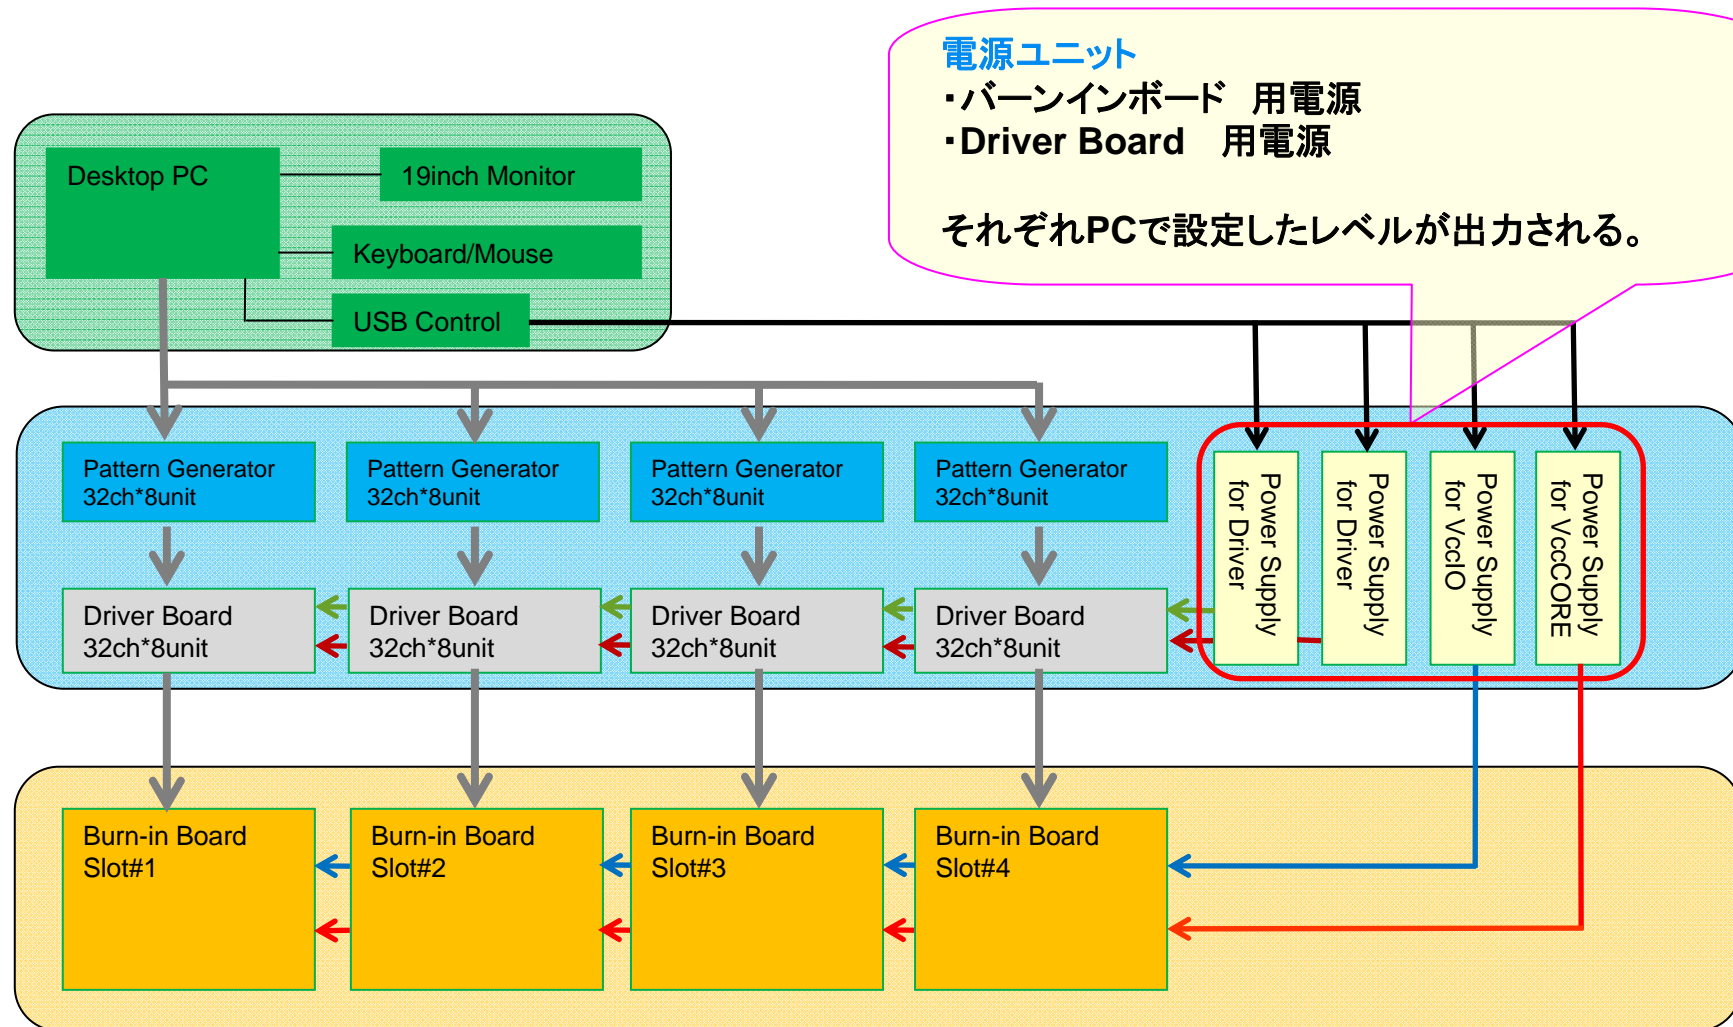 電源ユニット
・バーンインボード　用電源
・Driver Board　用電源
それぞれPCで設定したレベルが出力される。
Desktop PC
19inch Monitor
Keyboard/Mouse
USB Control
Pattern Generator
32ch*8unit
Pattern Generator
32ch*8unit
Pattern Generator
32ch*8unit
Pattern Generator
32ch*8unit
Power Supply
for Driver
Power Supply
for Driver
Power Supply
for VccIO
Power Supply
for VccCORE
Driver Board
32ch*8unit
Driver Board
32ch*8unit
Driver Board
32ch*8unit
Driver Board
32ch*8unit
Burn-in Board
Slot#1
Burn-in Board
Slot#2
Burn-in Board
Slot#3
Burn-in Board
Slot#4